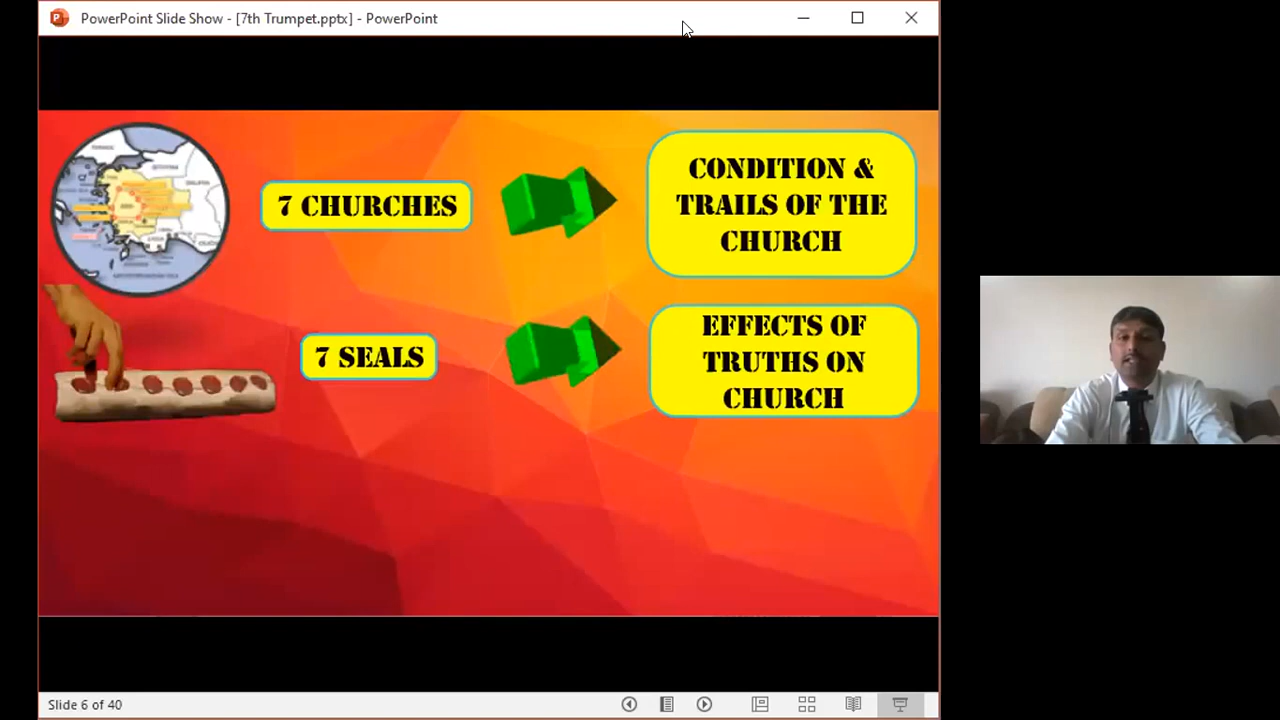 PowerPoint Slide Show - [7th Trumpet.pptx] - PowerPoint
7 CHURCHES
CONDITION &
TRAILS OF THE
CHURCH
7 SEALS
EFFECTS OF
TRUTHS ON
CHURCH
Slide 6 of 40